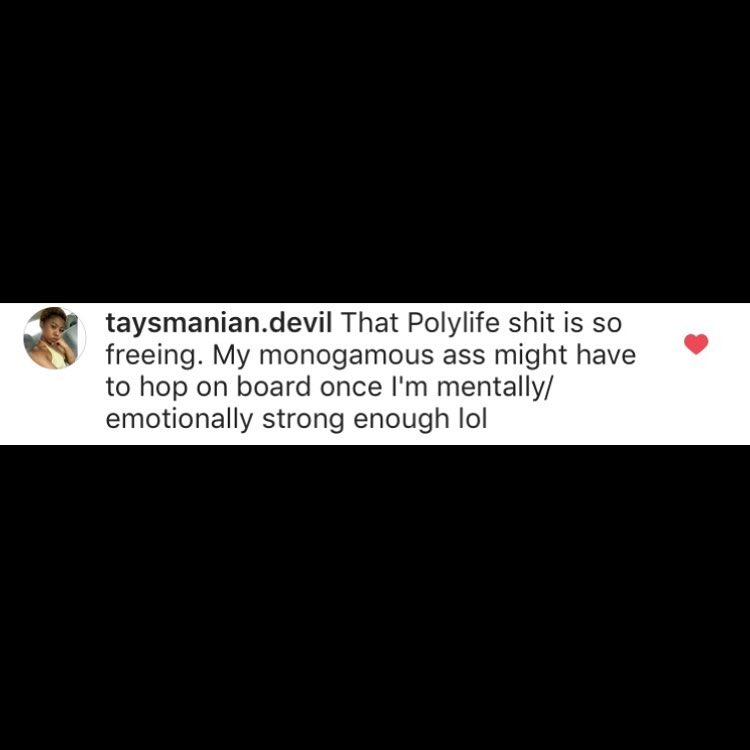 taysmanian.devil That Polylife shit is so
freeing. My monogamous ass might have
to hop on board once I'm mentally/
emotionally strong enough lol